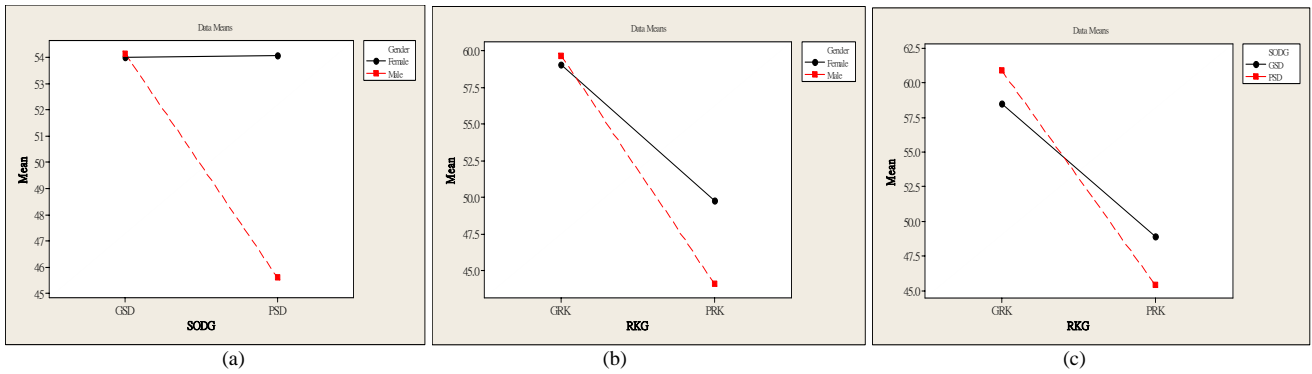 Data Means
54
53
52
51
50
49
48
47
46
45
Mean
GSD PSD
SODG
Gender
Female
Male
(a)
Data Means
60.0
57.5
55.0
52.5
50.0
47.5
45.0
Mean
GRK PRK
RKG
Gender
Female
Male
(b)
Data Means
62.5
60.0
57.5
55.0
52.5
50.0
47.5
45.0
Mean
GRK PRK
RKG
SODG
GSD
PSD
(c)